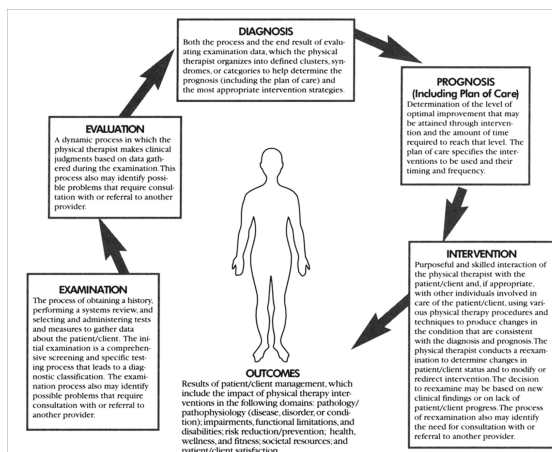 DIAGNOSIS
Both the process and the end result of evalu-
ating examination data, which the physical
therapist organizes into defined clusters, syn-
dromes, or categories to help determine the
prognosis (including the plan of care) and
the most appropriate intervention strategies.
PROGNOSIS
(Including Plan of Care)
Determination of the level of
optimal improvement that may
be attained through interven-
tion and the amount of time
required to reach that level. The
plan of care specifies the inter-
ventions to be used and their
timing and frequency.
EVALUATION
A dynamic process in which the
physical therapist makes clinical
judgments based on data gath-
ered during the examination. This
process also may identify possi-
ble problems that require consul-
tation with or referral to another
provider.
INTERVENTION
Purposeful and skilled interaction of
the physical therapist with the
patient/client and, if appropriate,
with other individuals involved in
care of the patient/client, using vari-
ous physical therapy procedures and
techniques to produce changes in
the condition that are consistent
with the diagnosis and prognosis. The
physical therapist conducts a reexam-
ination to determine changes in
patient/client status and to modify or
redirect intervention. The decision
to reexamine may be based on new
clinical findings or on lack of
patient/client progress. The process
of reexamination also may identify
the need for consultation with or
referral to another provider.
EXAMINATION
The process of obtaining a history,
performing a systems review, and
selecting and administering tests
and measures to gather data
about the patient/client. The ini-
tial examination is a comprehen-
sive screening and specific test-
ing process that leads to a diag-
nostic classification. The exami-
nation process also may identify
possible problems that require
consultation with or referral to
another provider.
OUTCOMES
Results of patient/client management, which
include the impact of physical therapy inter-
ventions in the following domains: pathology/
pathophysiology (disease, disorder, or condi-
tion); impairments, functional limitations, and
disabilities; risk reduction/prevention; health,
wellness, and fitness; societal resources; and
patient/client satisfaction